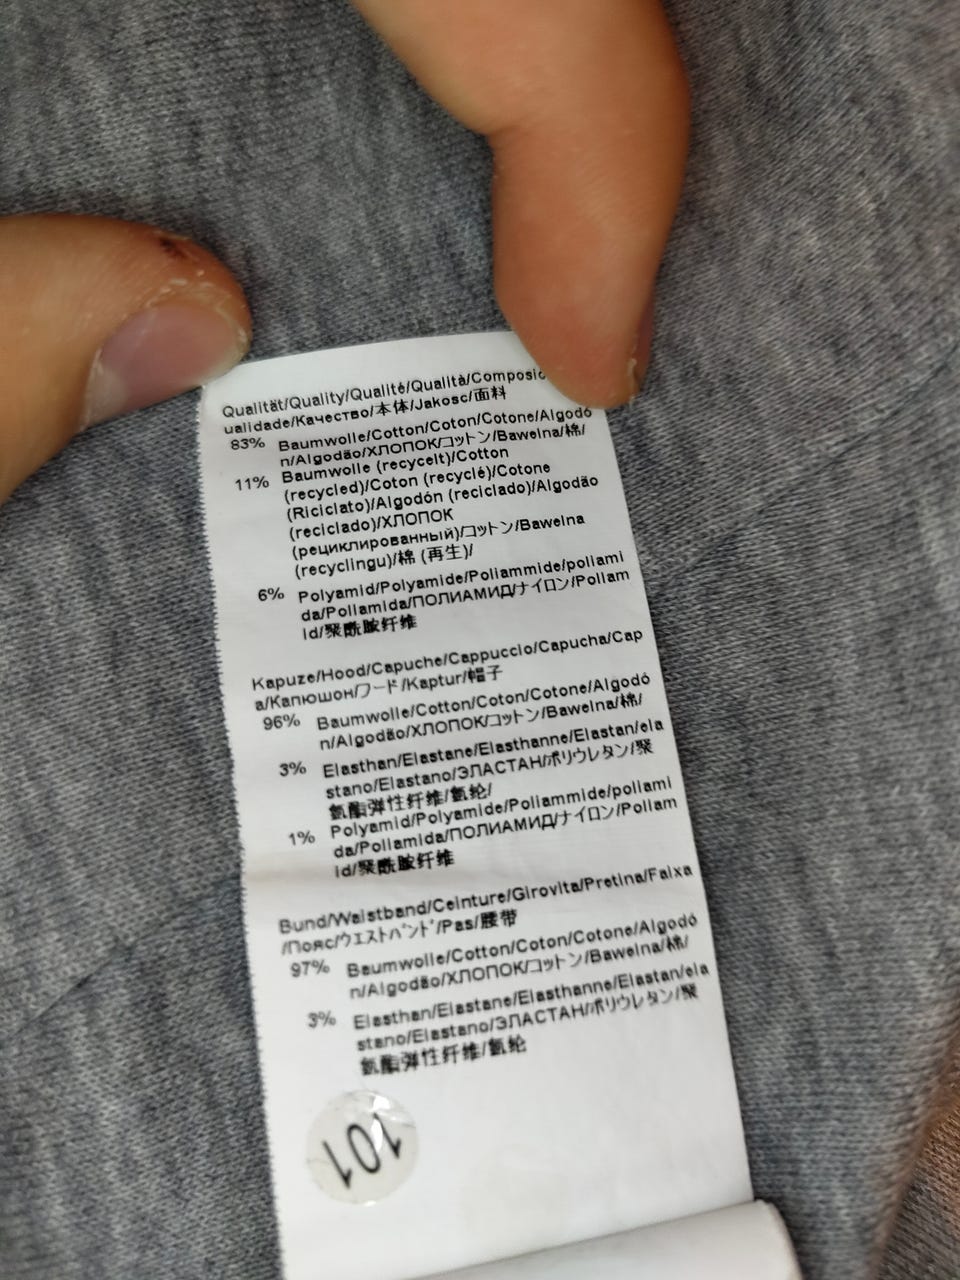 Qualität/Quality/Qualité/Qualità/Composic
ualidade/Качество/本体/Jakosc/面料
83% Baumwolle/Cotton/Coton/Cotone/Algodó
n/Algodão/ХЛОПОК/コットン/Bawełna/棉/
11% Baumwolle (recycelt)/Cotton
(recycled)/Coton (recyclé)/Cotone
(Riciclato)/Algodón (reciclado)/Algodão
(reciclado)/ХЛОПОК
(рециклированный)/コットン/Bawełna
(recyclingu)/棉 (再生)/
6% Polyamid/Polyamide/Poliammide/poliami
da/Poliamida/ПОЛИАМИД/ナイロン/Poliam
id/聚酰胺纤维
Kapuze/Hood/Capuche/Cappuccio/Capucha/Cap
a/Капюшон/フード/Kaptur/帽子
96% Baumwolle/Cotton/Coton/Cotone/Algodó
n/Algodão/ХЛОПОК/コットン/Bawełna/棉/
3% Elasthan/Elastane/Elasthanne/Elastan/ela
stano/Elastano/ЭЛАСТАН/ポリウレタン/聚
氨酯弹性纤维/氨纶/
1% Polyamid/Polyamide/Poliammide/poliami
da/Poliamida/ПОЛИАМИД/ナイロン/Poliam
id/聚酰胺纤维
Bund/Waistband/Ceinture/Girovita/Pretina/Faixa
/Пояс/ウエストバンド/Pas/腰带
97% Baumwolle/Cotton/Coton/Cotone/Algodó
n/Algodão/ХЛОПОК/コットン/Bawełna/棉/
3% Elasthan/Elastane/Elasthanne/Elastan/ela
stano/Elastano/ЭЛАСТАН/ポリウレタン/聚
氨酯弹性纤维/氨纶
101